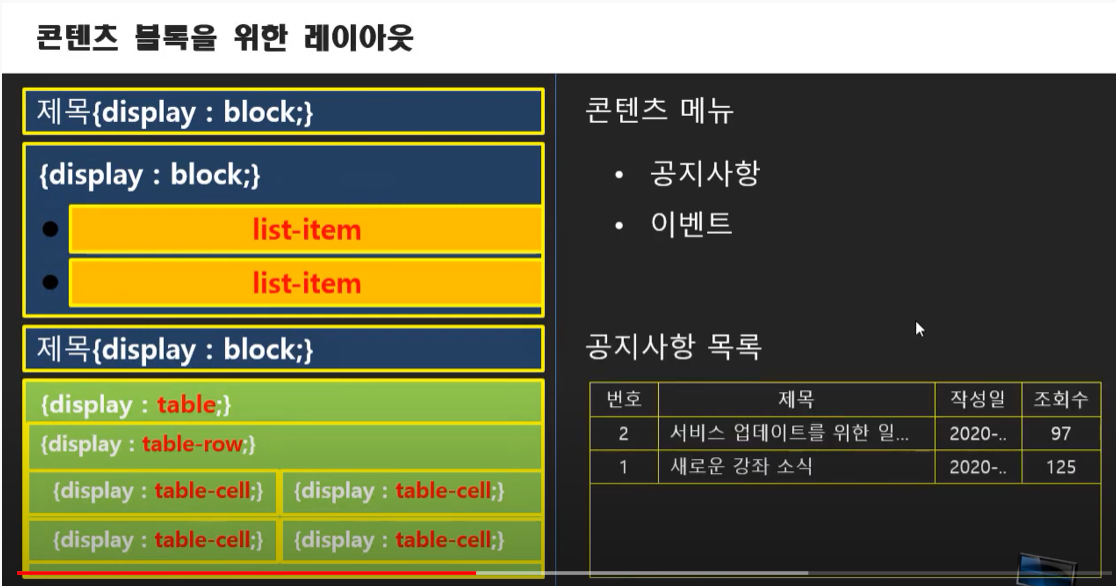 콘텐츠 블록을 위한 레이아웃
제목{display : block;}
{display : block;}
list-item
list-item
제목{display : block;}
{display : table;}
{display : table-row;}
{display : table-cell;} {display : table-cell;}
{display : table-cell;} {display : table-cell;}
콘텐츠 메뉴
• 공지사항
• 이벤트
공지사항 목록
번호 제목 작성일 조회수
2 서비스 업데이트를 위한 일... 2020-.. 97
1 새로운 강좌 소식 2020-.. 125